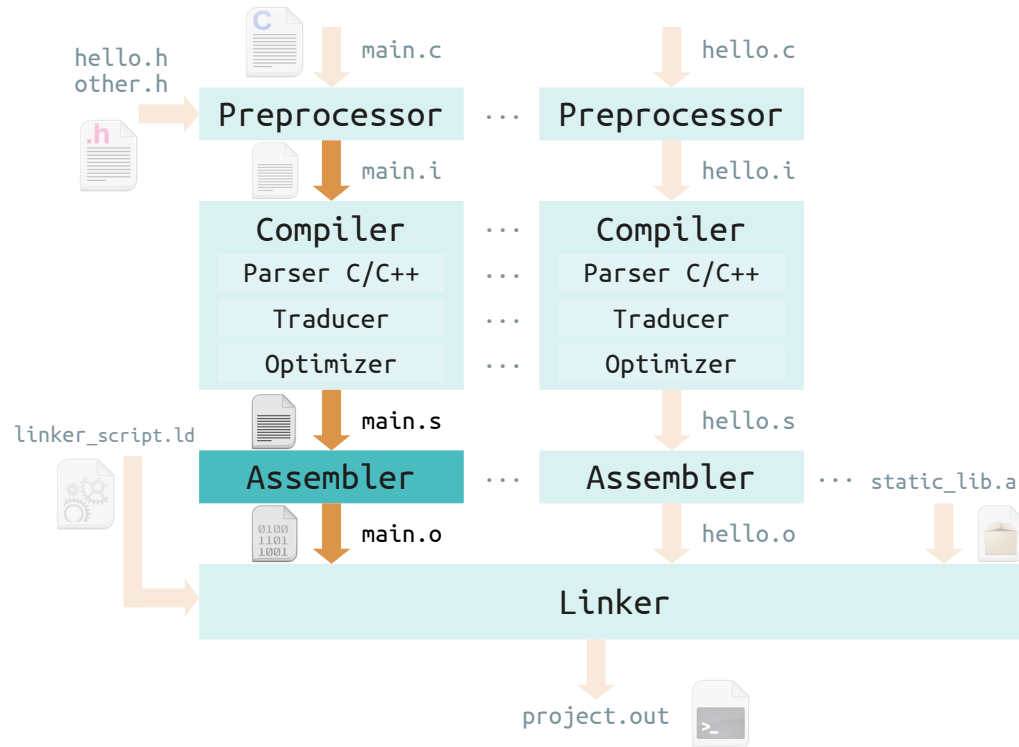 C
main.c
hello.c
hello.h
other.h
.h
Preprocessor ... Preprocessor
main.i
hello.i
Compiler ... Compiler
Parser C/C++ ... Parser C/C++
Traducer ... Traducer
Optimizer ... Optimizer
main.s
hello.s
linker_script.ld
Assembler ... Assembler ... static_lib.a
0100
1101
1001
main.o
hello.o
Linker
project.out
>_